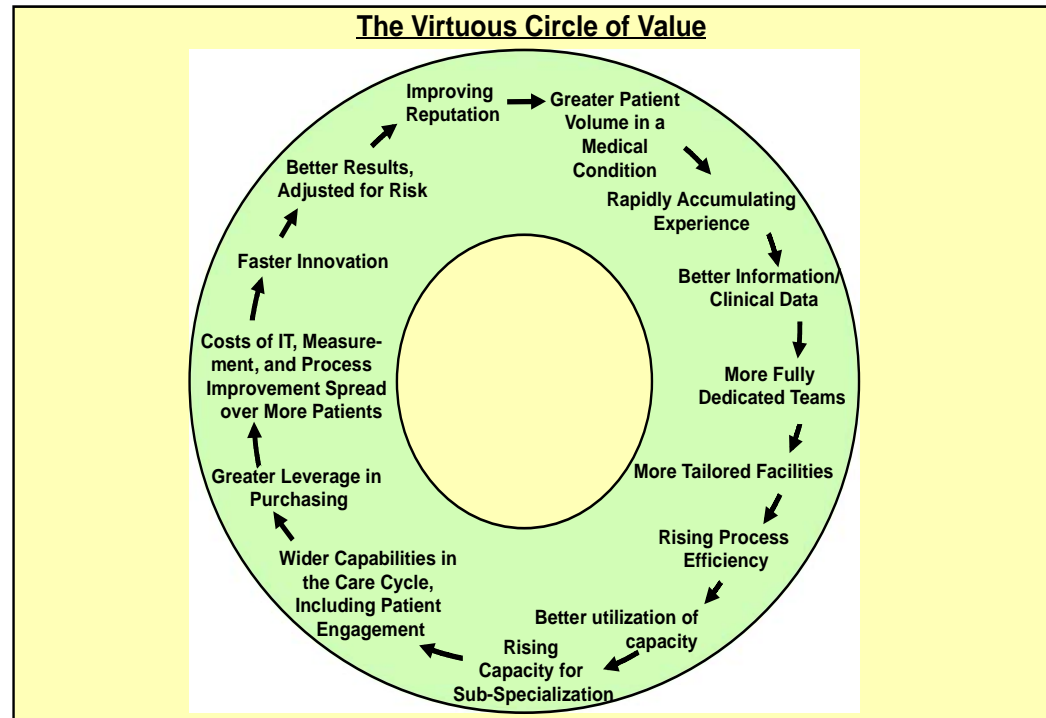 The Virtuous Circle of Value
Improving
Reputation
Greater Patient
Volume in a
Medical
Condition
Rapidly Accumulating
Experience
Better Information/
Clinical Data
More Fully
Dedicated Teams
More Tailored Facilities
Rising Process
Efficiency
Better utilization of
capacity
Rising
Capacity for
Sub-Specialization
Wider Capabilities in
the Care Cycle,
Including Patient
Engagement
Greater Leverage in
Purchasing
Costs of IT, Measure-
ment, and Process
Improvement Spread
over More Patients
Faster Innovation
Better Results,
Adjusted for Risk